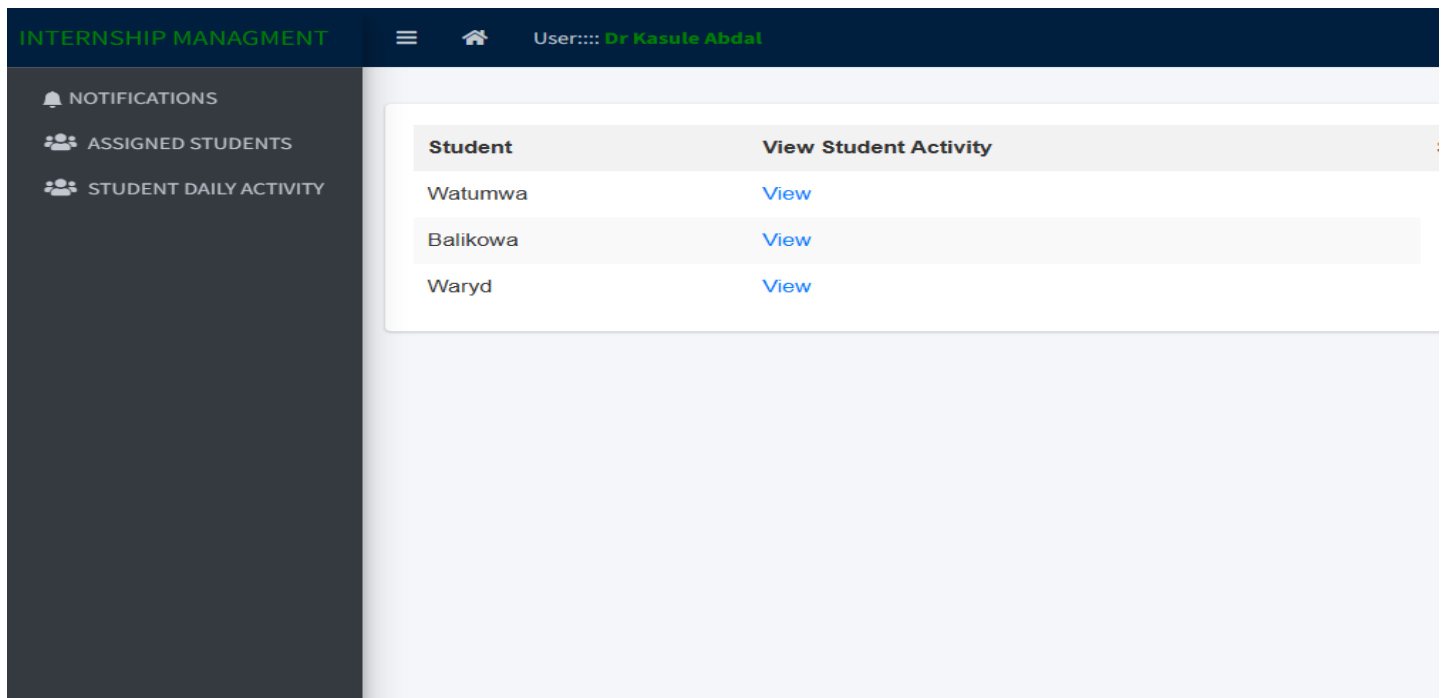 INTERNSHIP MANAGMENT
User:::: Dr Kasule Abdal
NOTIFICATIONS
ASSIGNED STUDENTS
STUDENT DAILY ACTIVITY
Student View Student Activity
Watumwa View
Balikowa View
Waryd View